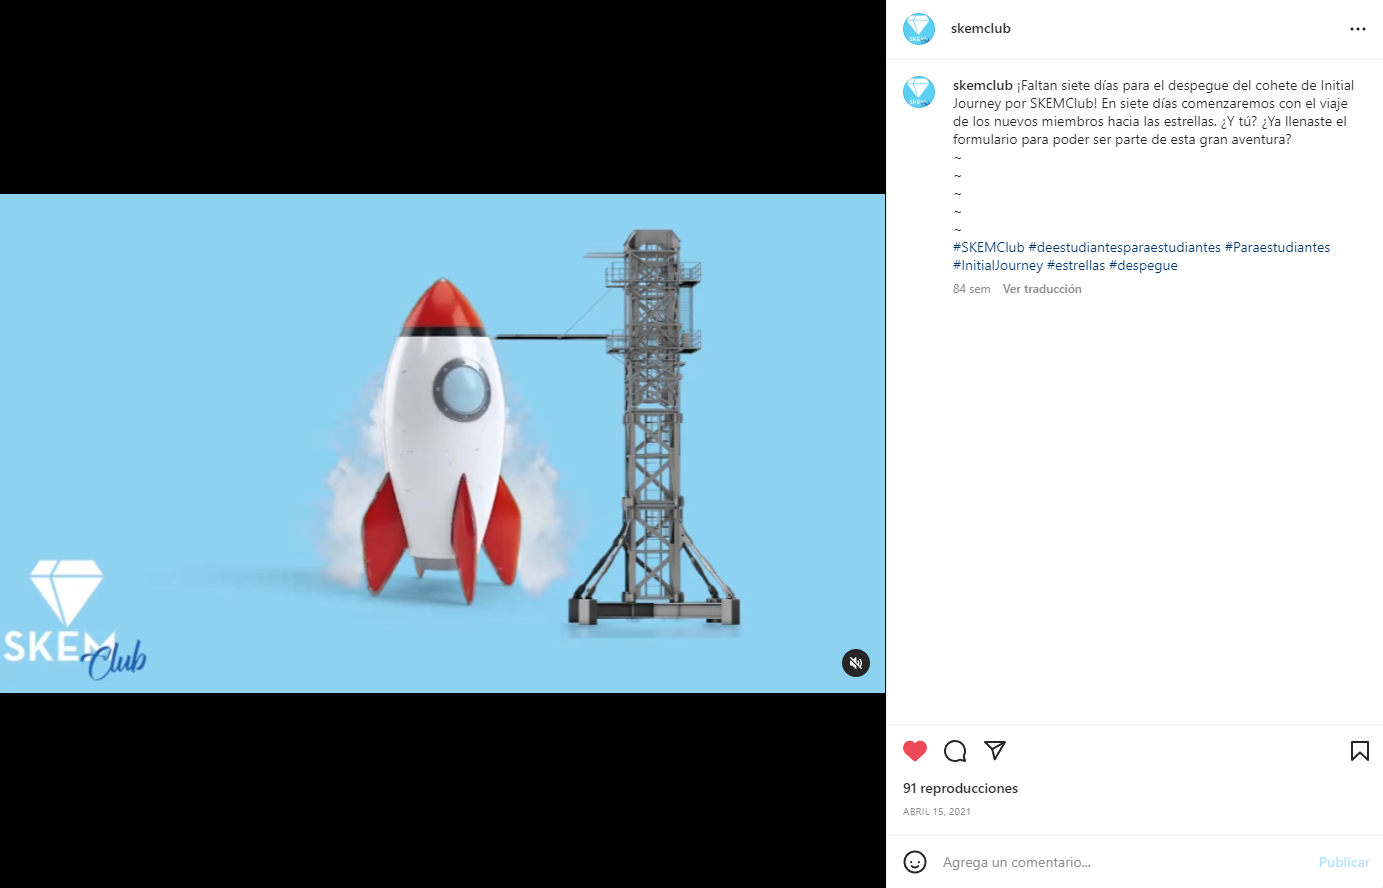 SKEM
Club
skemclub
skemclub ¡Faltan siete días para el despegue del cohete de Initial
Journey por SKEMClub! En siete días comenzaremos con el viaje
de los nuevos miembros hacia las estrellas. ¿Y tú? ¿Ya llenaste el
formulario para poder ser parte de esta gran aventura?
~
~
~
~
~
#SKEMClub #deestudiantesparaestudiantes #Paraestudiantes
#InitialJourney #estrellas #despegue
84 sem Ver traducción
91 reproducciones
ABRIL 15, 2021
Agrega un comentario... Publicar